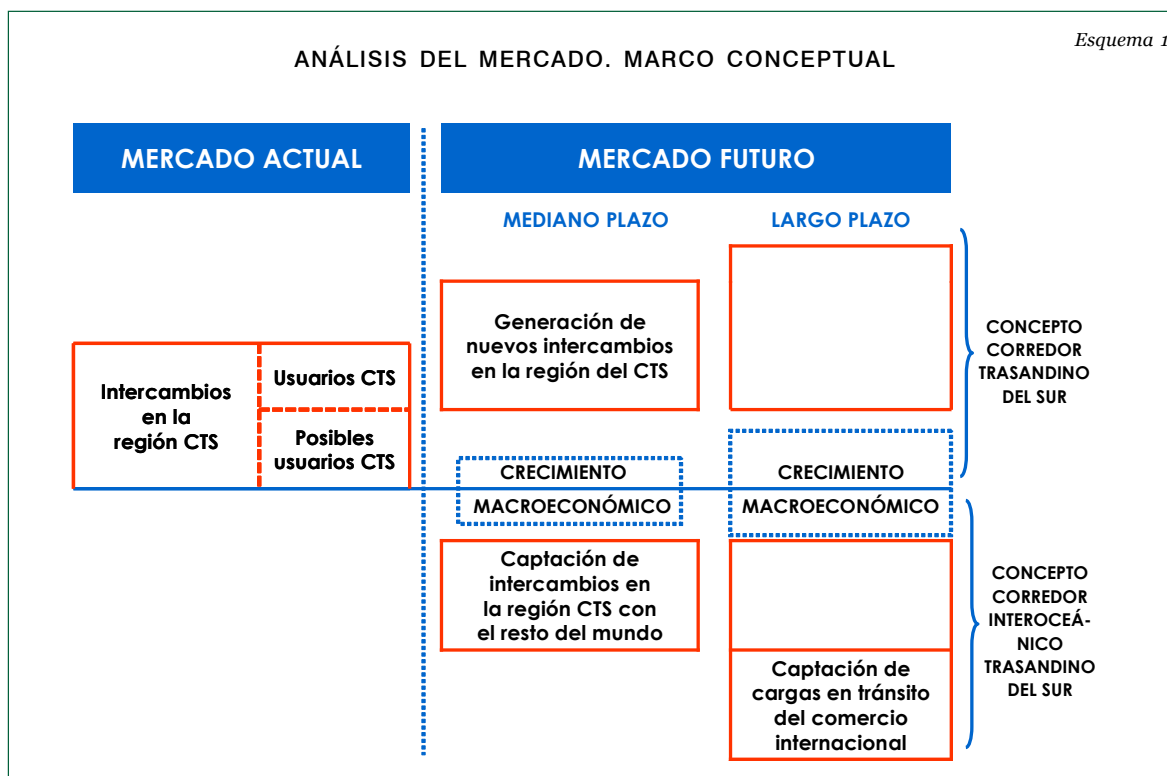 Esquema 1
ANÁLISIS DEL MERCADO. MARCO CONCEPTUAL
MERCADO ACTUAL
MERCADO FUTURO
MEDIANO PLAZO
LARGO PLAZO
Intercambios
en la
región CTS
Usuarios CTS
Posibles
usuarios CTS
Generación de
nuevos intercambios
en la región del CTS
CRECIMIENTO
MACROECONÓMICO
CRECIMIENTO
MACROECONÓMICO
Captación de
intercambios en
la región CTS con
el resto del mundo
Captación de
cargas en tránsito
del comercio
internacional
CONCEPTO
CORREDOR
TRASANDINO
DEL SUR
CONCEPTO
CORREDOR
INTEROCEÁ-
NICO
TRASANDINO
DEL SUR